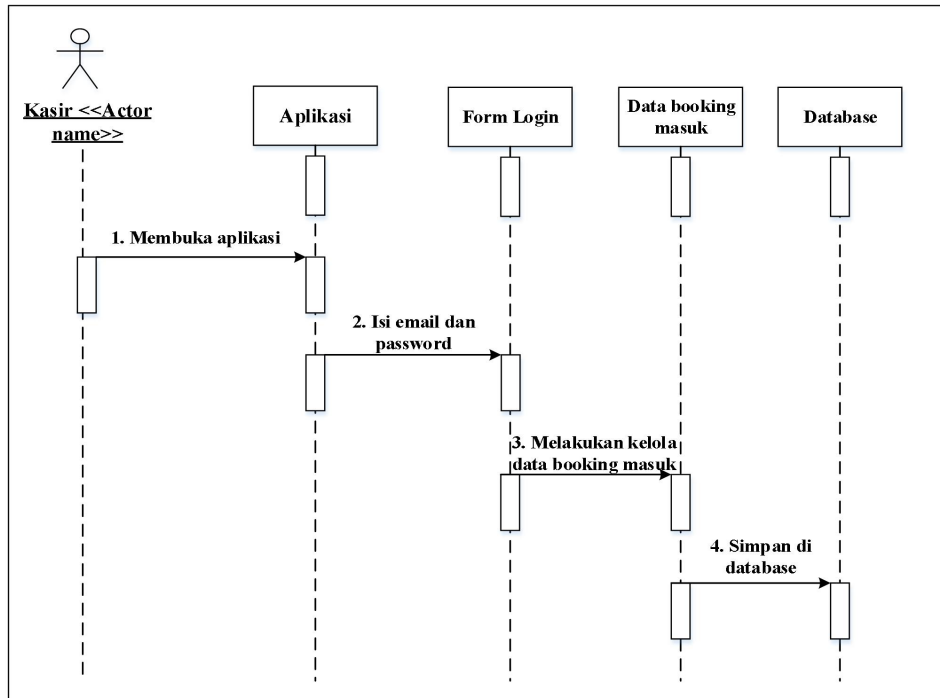 Kasir <<Actor
name>>
Aplikasi
Form Login
Data booking
masuk
Database
1. Membuka aplikasi
2. Isi email dan
password
3. Melakukan kelola
data booking masuk
4. Simpan di
database